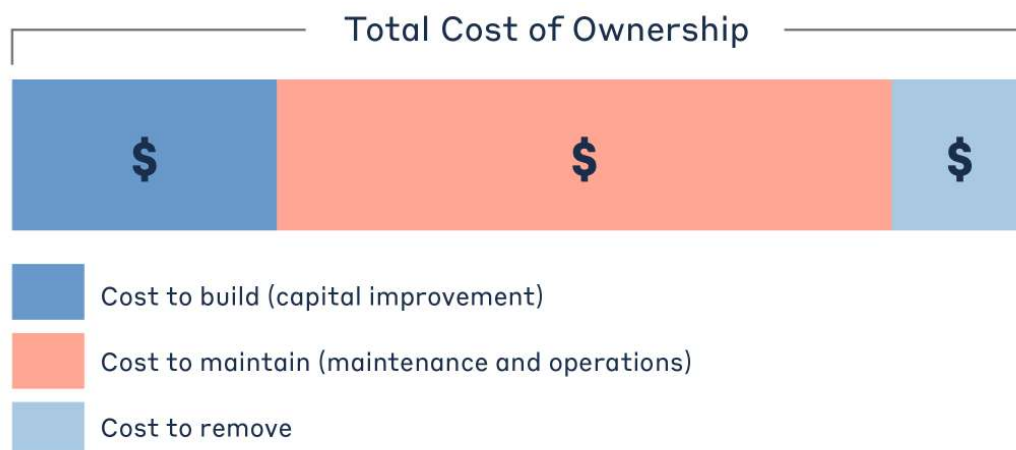 Total Cost of Ownership
$ $ $
Cost to build (capital improvement)
Cost to maintain (maintenance and operations)
Cost to remove